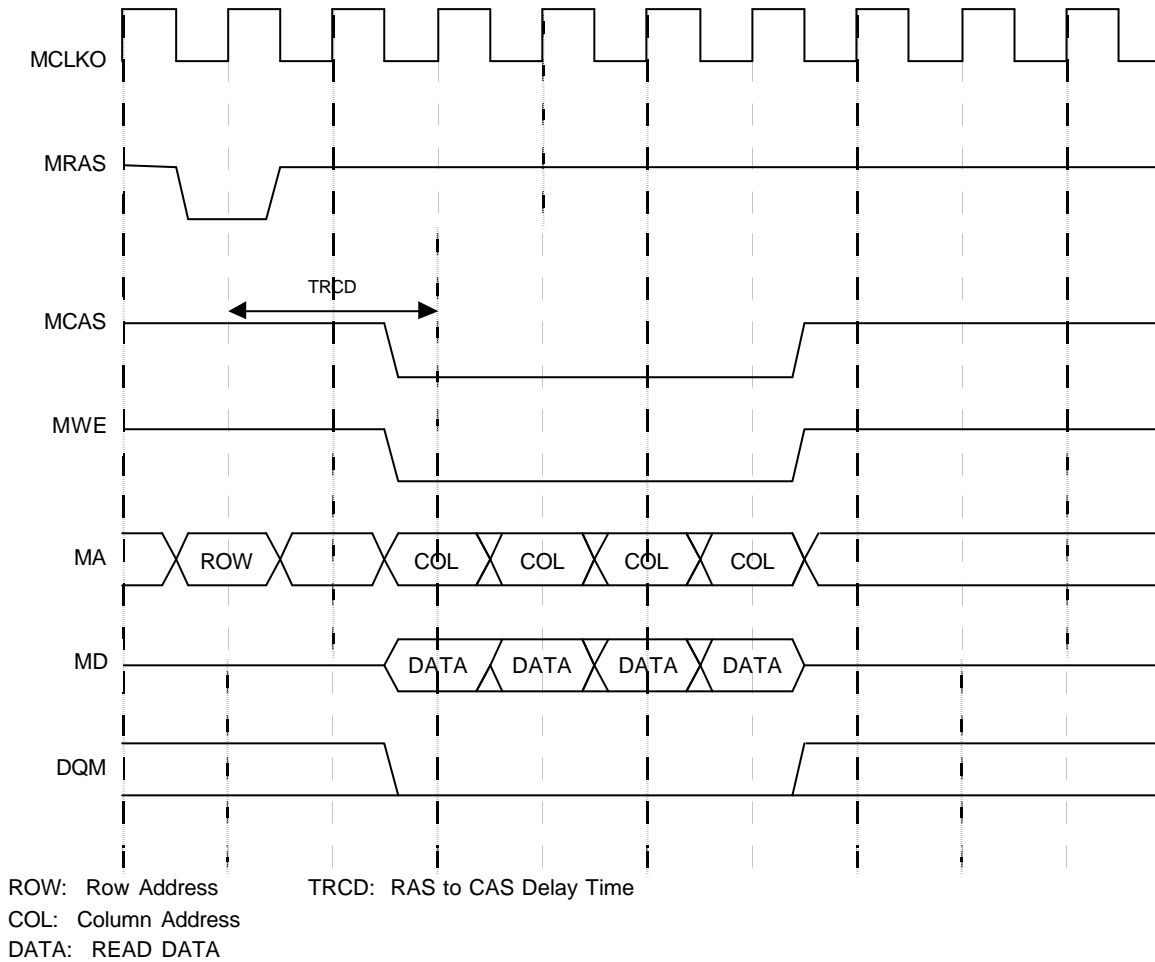 MCLKO
MRAS
TRCD
MCAS
MWE
MA ROW COL COL COL COL
MD DATA DATA DATA DATA
DQM
ROW: Row Address TRCD: RAS to CAS Delay Time
COL: Column Address
DATA: READ DATA